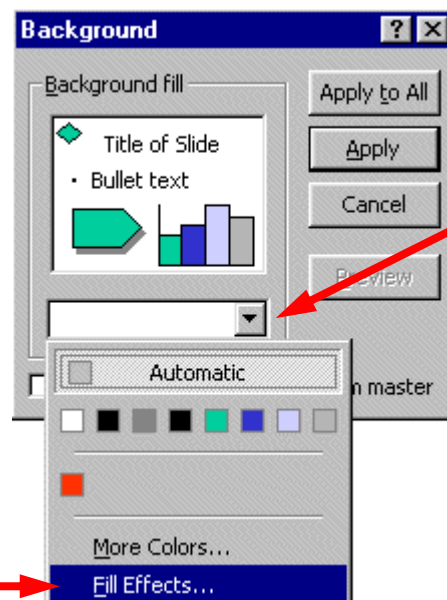 Background
Background fill
Apply to All
Title of Slide
Apply
• Bullet text
Cancel
Preview
Automatic
master
More Colors...
Fill Effects...